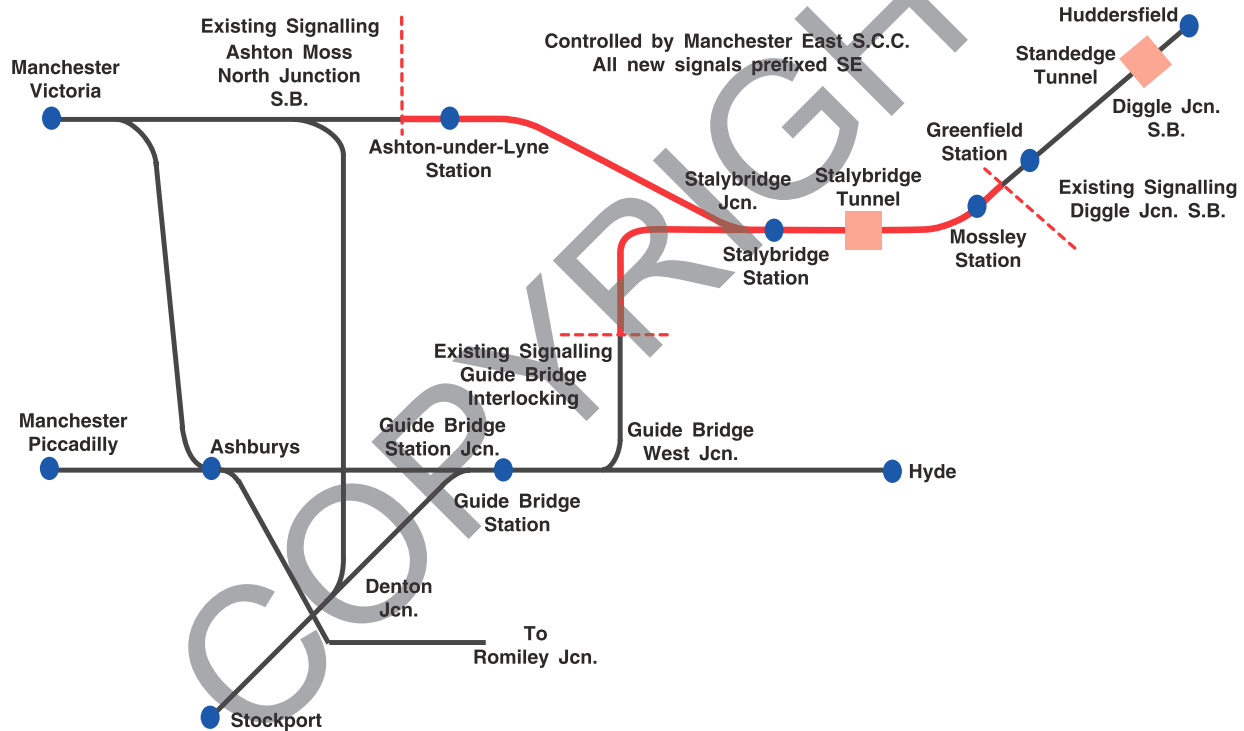 Huddersfield
Existing Signalling
Ashton Moss
North Junction
S.B.
Controlled by Manchester East S.C.C.
All new signals prefixed SE
Standedge
Tunnel
Manchester
Victoria
Diggle Jcn.
S.B.
Greenfield
Station
Ashton-under-Lyne
Station
Stalybridge
Jcn.
Stalybridge
Tunnel
Existing Signalling
Diggle Jcn. S.B.
Mossley
Station
Stalybridge
Station
Existing Signalling
Guide Bridge
Interlocking
Manchester
Piccadilly
Ashburys
Guide Bridge
Station Jcn.
Guide Bridge
West Jcn.
Hyde
Guide Bridge
Station
Denton
Jcn.
To
Romiley Jcn.
Stockport
COPYRIGH